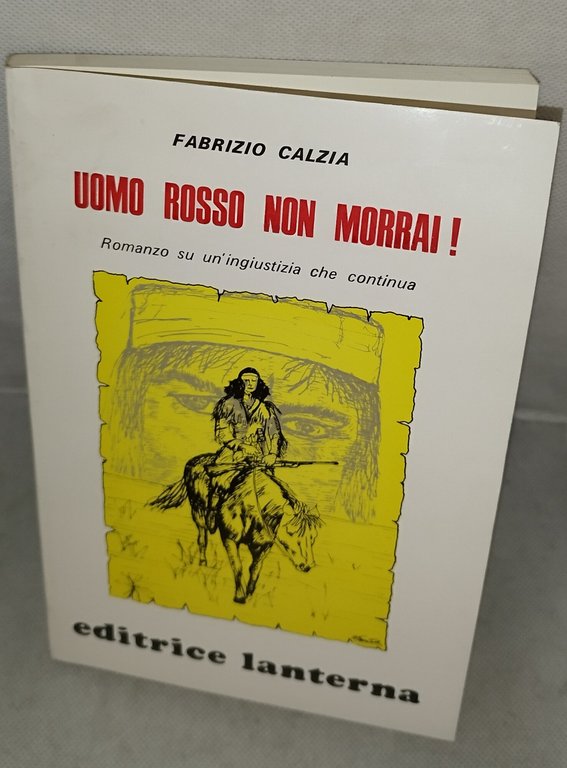 FABRIZIO CALZIA
UOMO ROSSO NON MORRAI!
Romanzo su un'ingiustizia che continua
editrice lanterna